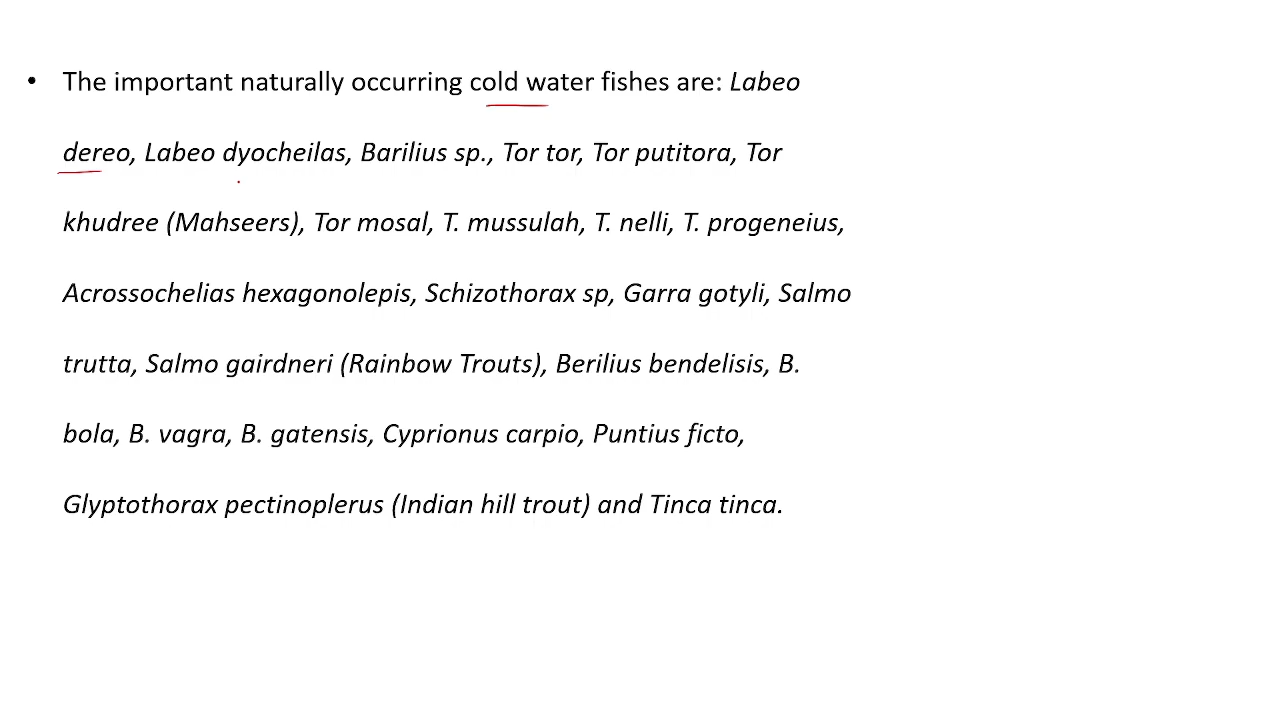 • The important naturally occurring cold water fishes are: Labeo
dereo, Labeo dyocheilas, Barilius sp., Tor tor, Tor putitora, Tor
khudree (Mahseers), Tor mosal, T. mussulah, T. nelli, T. progeneius,
Acrossochelias hexagonolepis, Schizothorax sp, Garra gotyli, Salmo
trutta, Salmo gairdneri (Rainbow Trouts), Berilius bendelisis, B.
bola, B. vagra, B. gatensis, Cyprionus carpio, Puntius ficto,
Glyptothorax pectinoplerus (Indian hill trout) and Tinca tinca.